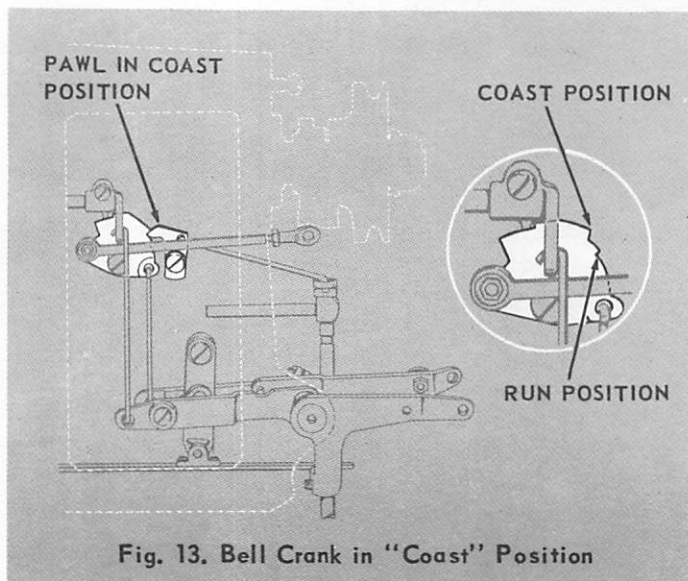 PAWL IN COAST
POSITION
COAST POSITION
RUN POSITION
Fig. 13. Bell Crank in "Coast" Position